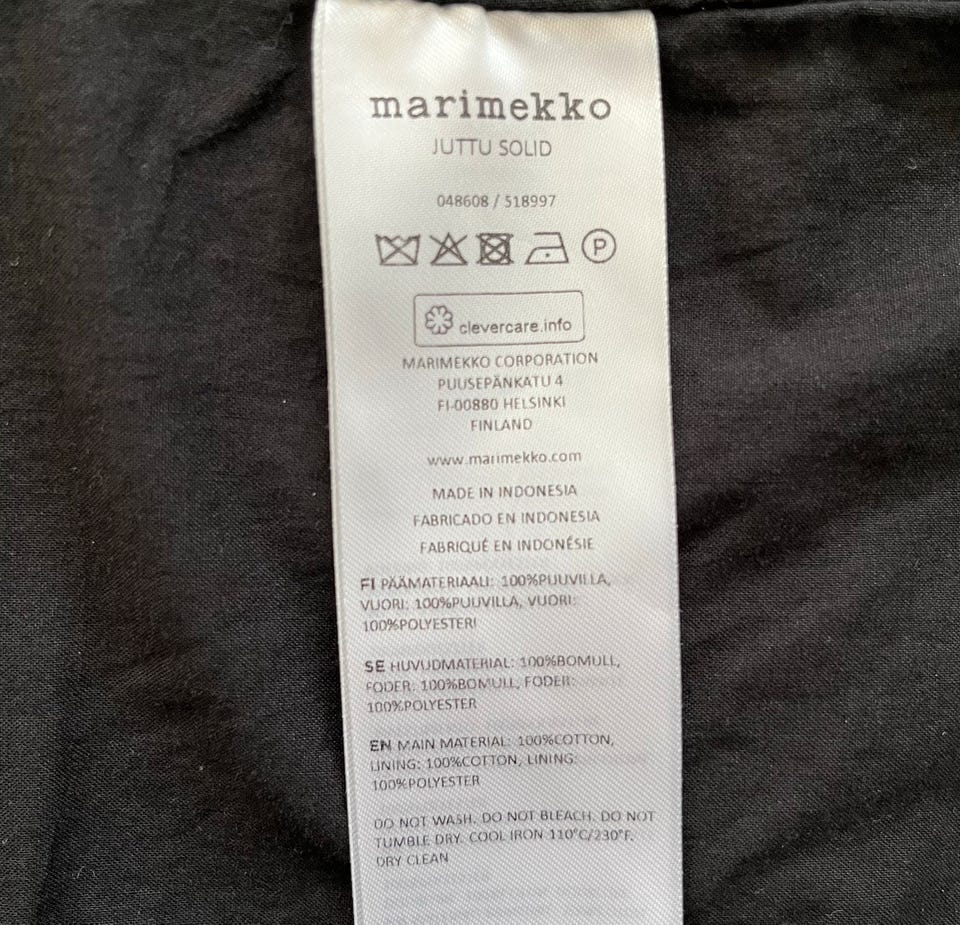 marimekko
JUTTU SOLID
048608 / 518997
P
clevercare.info
MARIMEKKO CORPORATION
PUUSEPÄNKATU 4
FI-00880 HELSINKI
FINLAND
www.marimekko.com
MADE IN INDONESIA
FABRICADO EN INDONESIA
FABRIQUÉ EN INDONÉSIE
FI PÄÄMATERIAALI: 100%PUUVILLA,
VUORI: 100%PUUVILLA, VUORI:
100%POLYESTERI
SE HUVUDMATERIAL: 100%BOMULL,
FODER: 100%BOMULL, FODER:
100%POLYESTER
EN MAIN MATERIAL: 100%COTTON,
LINING: 100%COTTON, LINING:
100%POLYESTER
DO NOT WASH. DO NOT BLEACH. DO NOT
TUMBLE DRY. COOL IRON 110°C/230°F.
DRY CLEAN